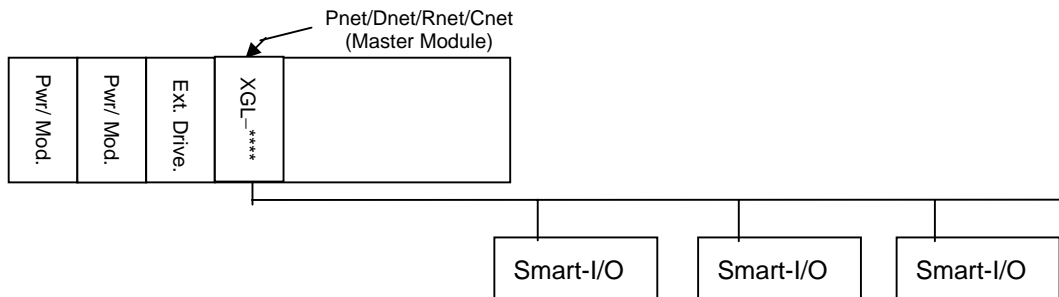 Pnet/Dnet/Rnet/Cnet
(Master Module)
Pwr/ Mod.
Pwr/ Mod.
Ext. Drive.
XGL_****
Smart-I/O
Smart-I/O
Smart-I/O